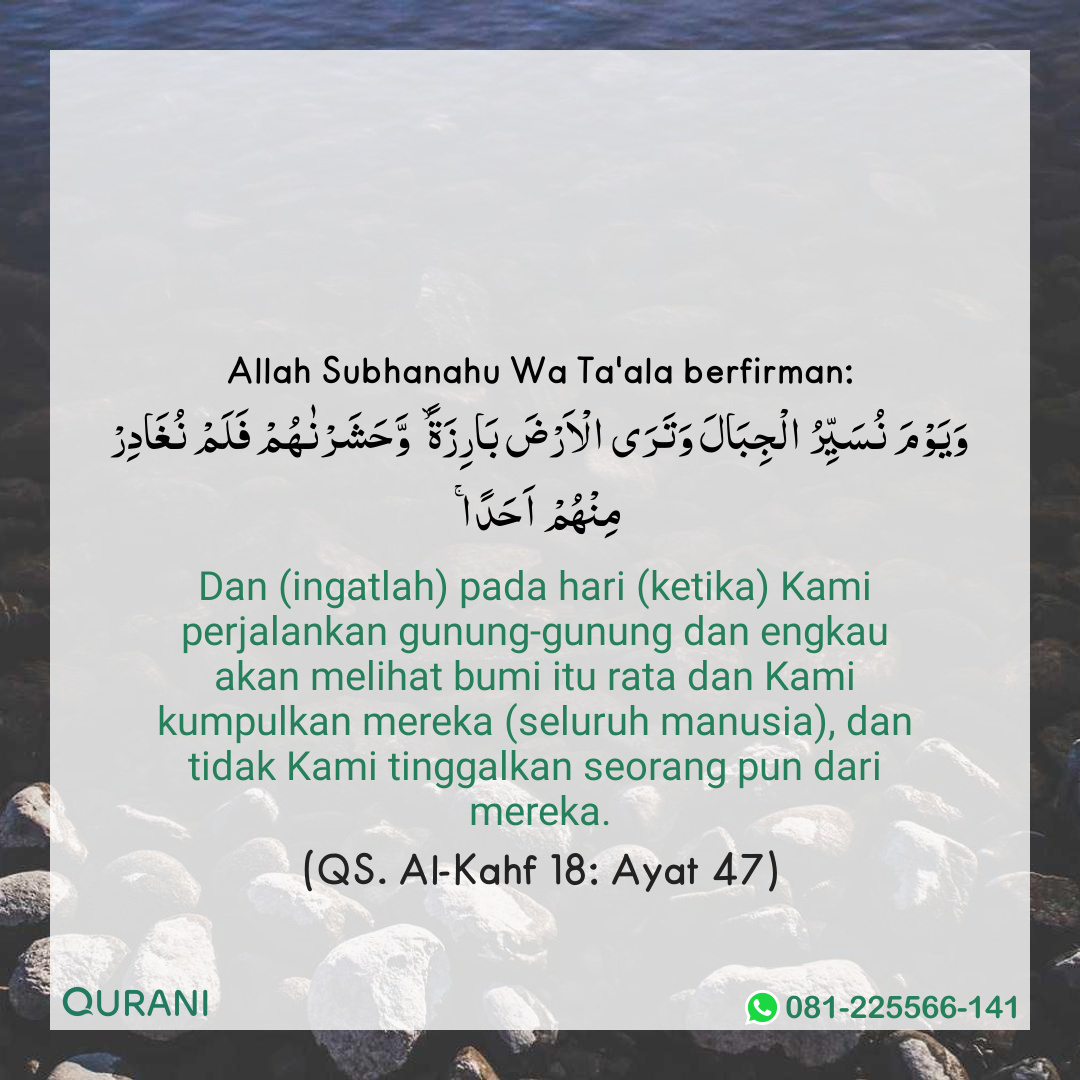 Allah Subhanahu Wa Ta'ala berfirman:
وَيَوْمَ نُسَيِّرُ الْجِبَالَ وَتَرَى الْاَرْضَ بَارِزَةًۙ وَّحَشَرْنٰهُمْ فَلَمْ نُغَادِرْ
مِنْهُمْ اَحَدًاۚ
Dan (ingatlah) pada hari (ketika) Kami
perjalankan gunung-gunung dan engkau
akan melihat bumi itu rata dan Kami
kumpulkan mereka (seluruh manusia), dan
tidak Kami tinggalkan seorang pun dari
mereka.
(QS. Al-Kahf 18: Ayat 47)
QURANI
081-225566-141